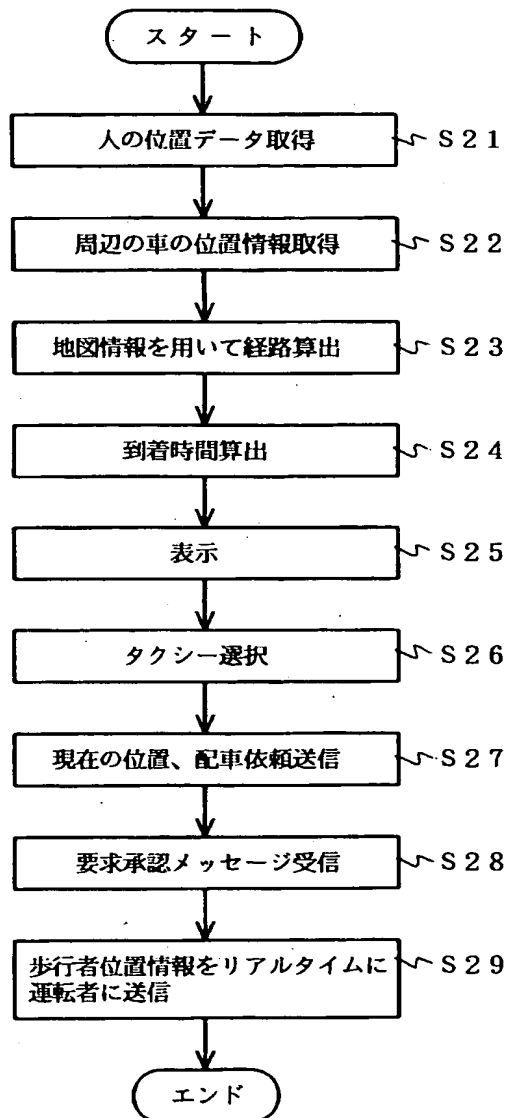 スタート
人の位置データ取得 S21
周辺の車の位置情報取得 S22
地図情報を用いて経路算出 S23
到着時間算出 S24
表示 S25
タクシー選択 S26
現在の位置、配車依頼送信 S27
要求承認メッセージ受信 S28
歩行者位置情報をリアルタイムに S29
運転者に送信
エンド